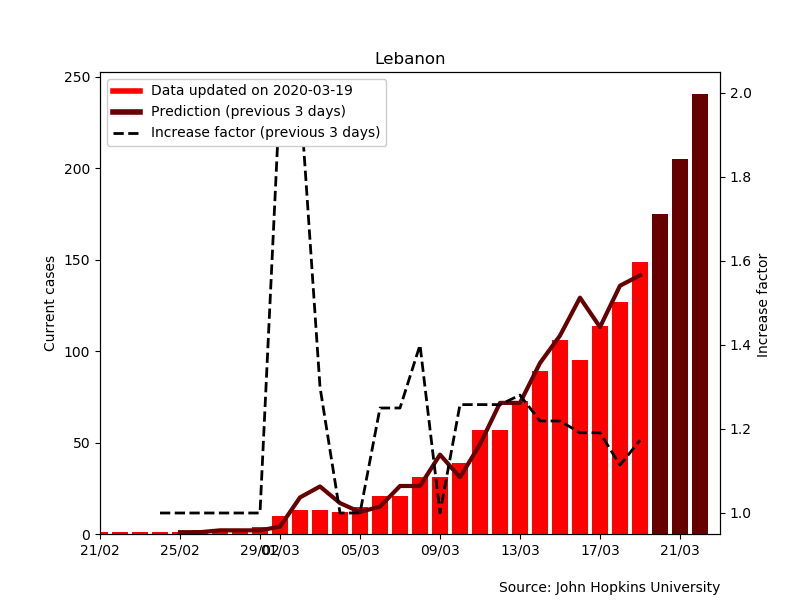 Lebanon
Data updated on 2020-03-19
Prediction (previous 3 days)
Increase factor (previous 3 days)
250
200
150
100
50
0
Current cases
2.0
1.8
1.6
1.4
1.2
1.0
Increase factor
21/02 25/02 29/02 01/03 05/03 09/03 13/03 17/03 21/03
Source: John Hopkins University